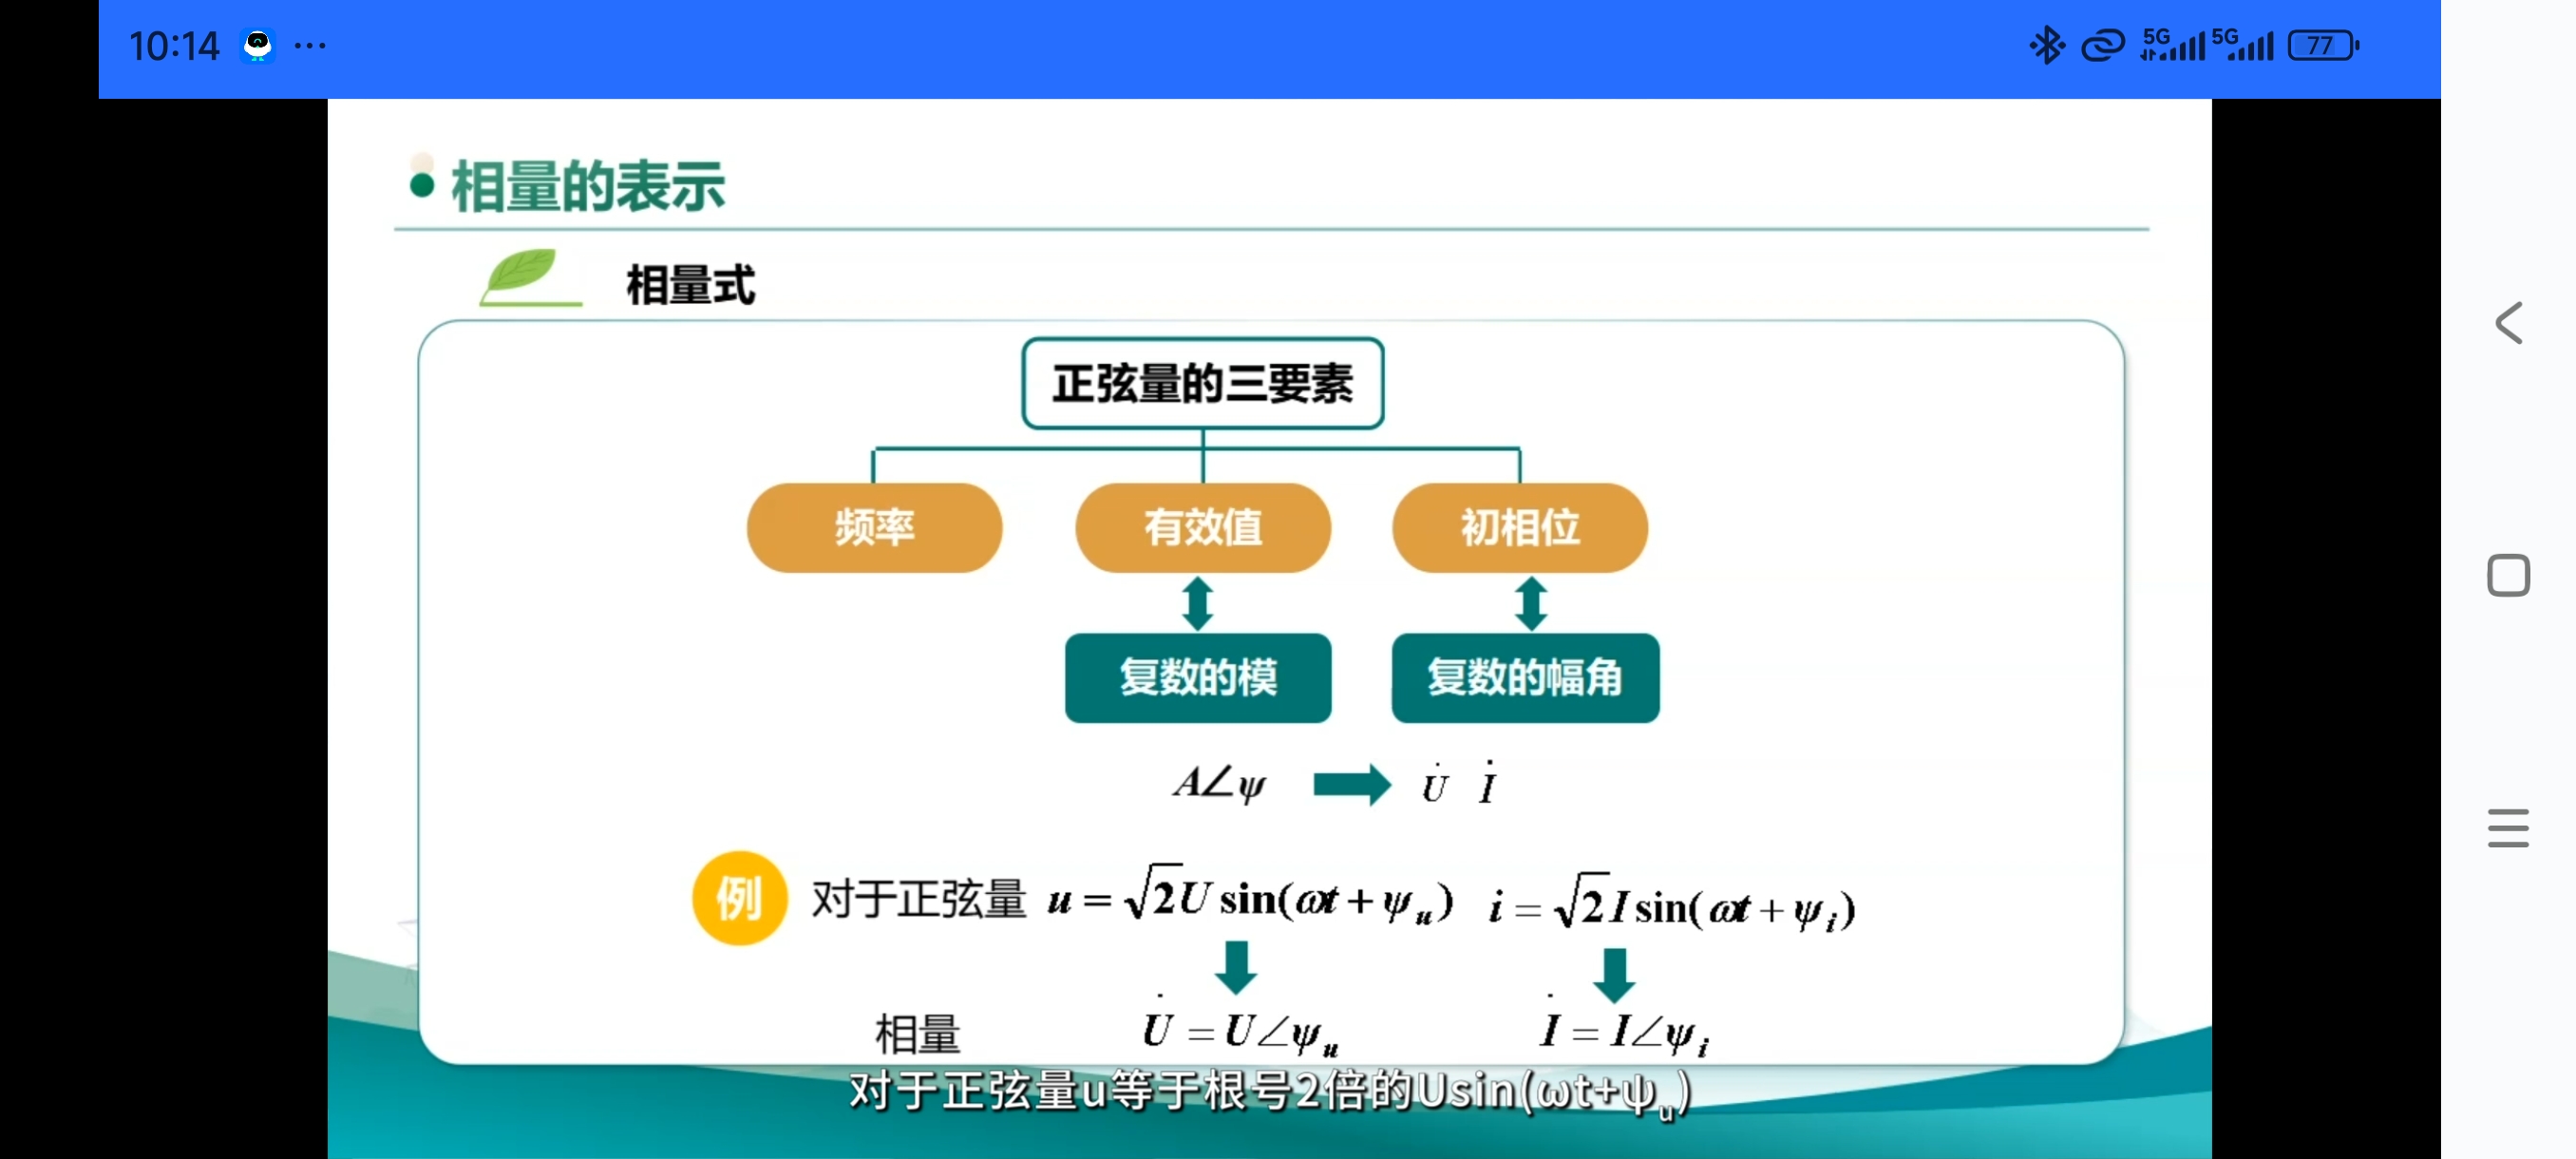 10:14 ... 5G 5G 77
相量的表示
相量式
正弦量的三要素
频率 有效值 初相位
复数的模 复数的幅角
A∠ψ U̇ İ
例 对于正弦量 u = √2U sin(ωt + ψᵤ) i = √2I sin(ωt + ψᵢ)
相量 U̇ = U∠ψᵤ İ = I∠ψᵢ
对于正弦量u等于根号2倍的Usin(ωt+ψᵤ)